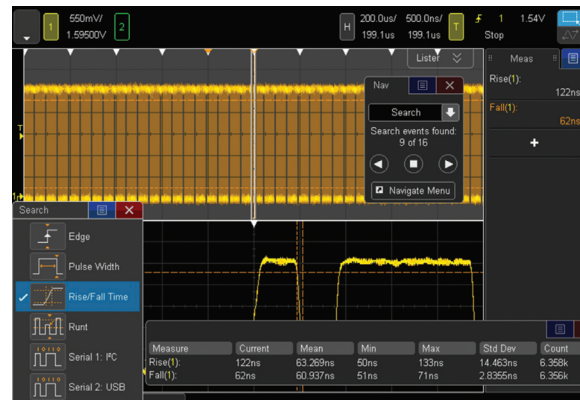 1
550mV/
1.59500V
2
H
200.0us/ 500.0ns/
199.1us 199.1us
T
1 1.54V
Stop
Lister
Meas
Rise(1):
122ns
Fall(1):
62ns
+
Nav
Search
Search events found:
9 of 16
Navigate Menu
T
1
Search
Edge
Pulse Width
Rise/Fall Time
Runt
Serial 1: I²C
Serial 2: USB
Measure Current Mean Min Max Std Dev Count
Rise(1): 122ns 63.269ns 50ns 133ns 14.463ns 6.358k
Fall(1): 62ns 60.937ns 51ns 71ns 2.8355ns 6.356k